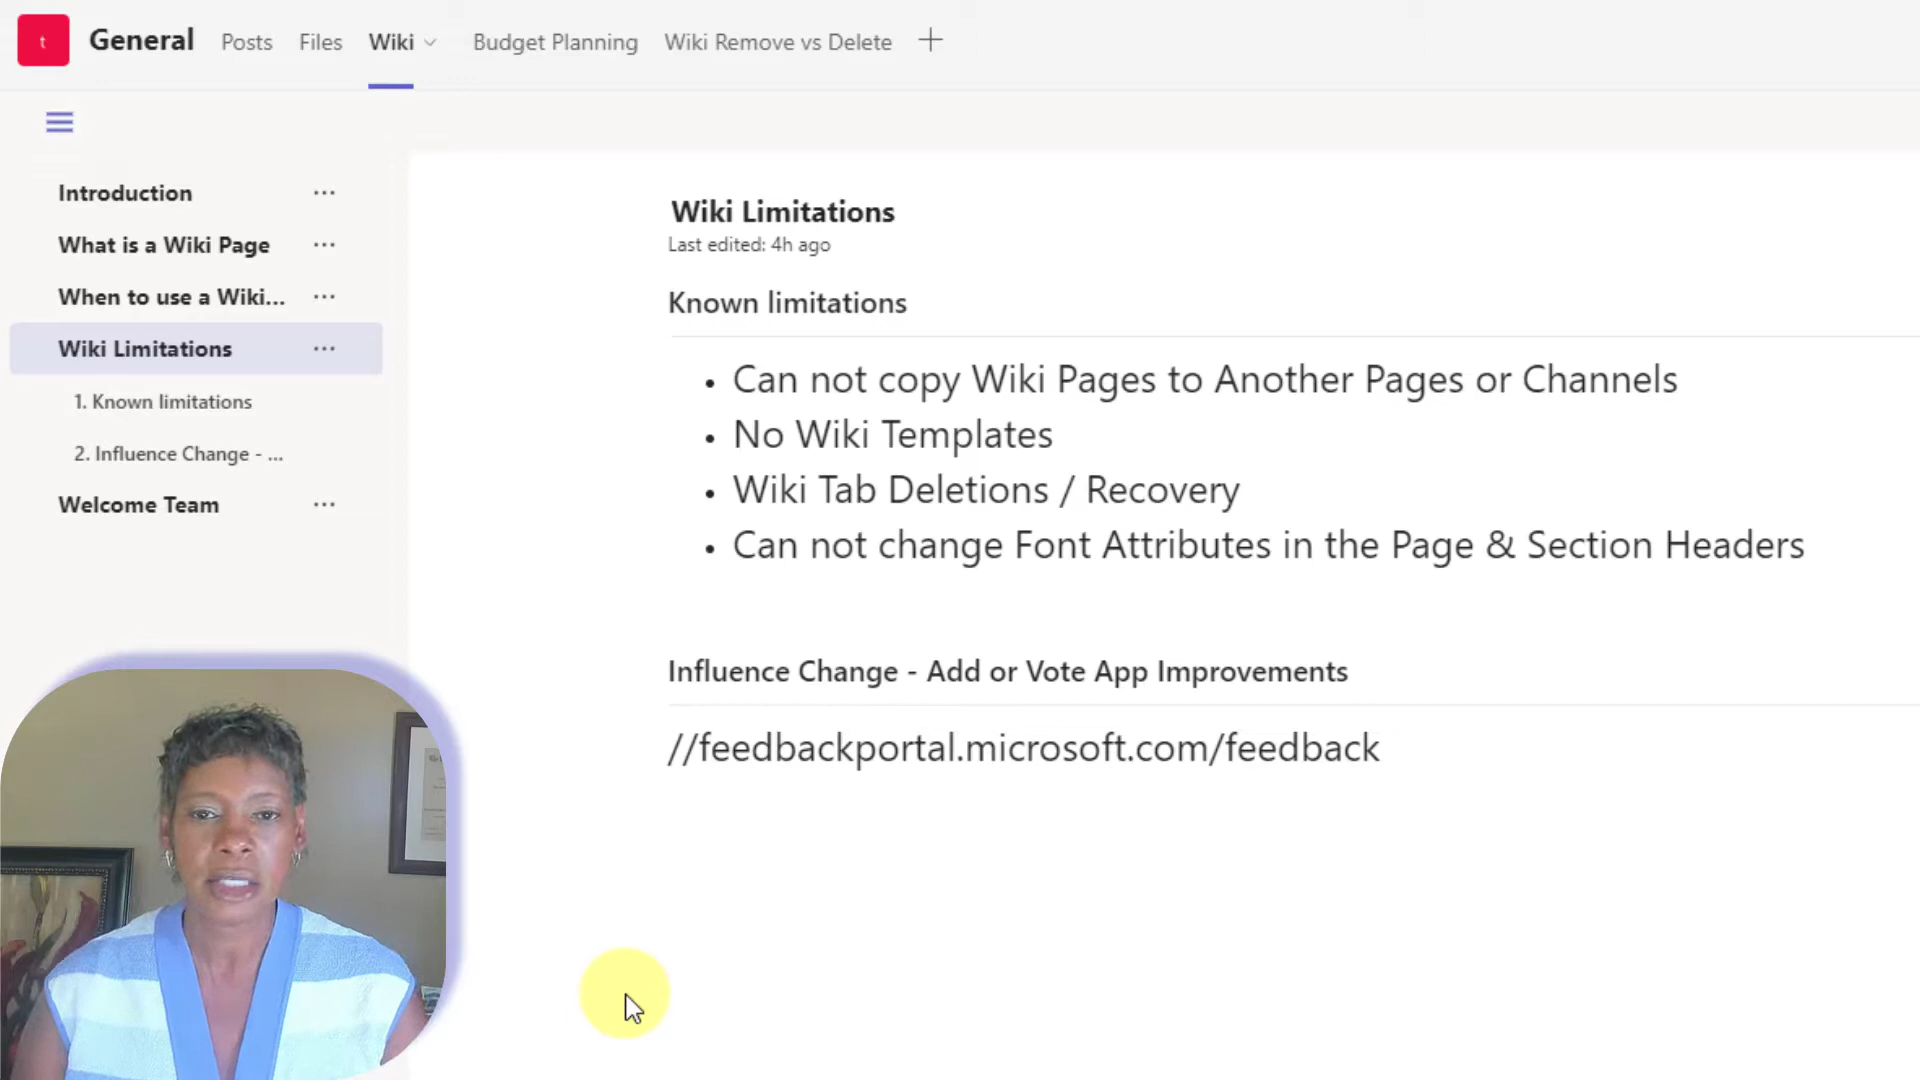 t
General
Posts
Files
Wiki
Budget Planning
Wiki Remove vs Delete
Introduction
What is a Wiki Page
When to use a Wiki...
Wiki Limitations
1. Known limitations
2. Influence Change - ...
Welcome Team
Wiki Limitations
Last edited: 4h ago
Known limitations
• Can not copy Wiki Pages to Another Pages or Channels
• No Wiki Templates
• Wiki Tab Deletions / Recovery
• Can not change Font Attributes in the Page & Section Headers
Influence Change - Add or Vote App Improvements
//feedbackportal.microsoft.com/feedback